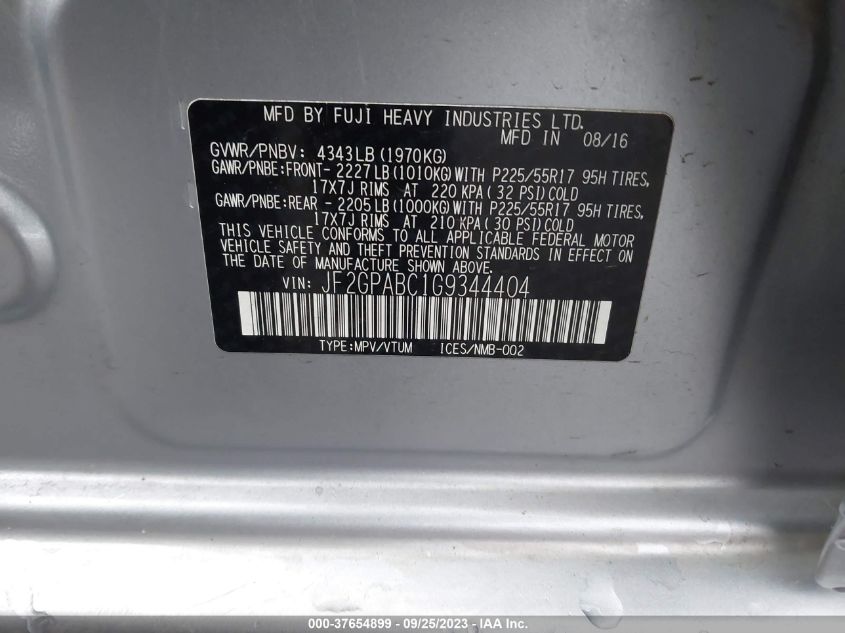 MFD BY FUJI HEAVY INDUSTRIES LTD.
MFD IN 08/16
GVWR/PNBV: 4343LB (1970KG)
GAWR/PNBE: FRONT- 2227 LB (1010KG) WITH P225/55R17 95H TIRES,
17X7J RIMS AT 220 KPA ( 32 PSI) COLD
GAWR/PNBE: REAR - 2205 LB (1000KG) WITH P225/55R17 95H TIRES,
17X7J RIMS AT 210 KPA ( 30 PSI) COLD
THIS VEHICLE CONFORMS TO ALL APPLICABLE FEDERAL MOTOR
VEHICLE SAFETY AND THEFT PREVENTION STANDARDS IN EFFECT ON
THE DATE OF MANUFACTURE SHOWN ABOVE.
VIN: JF2GPABC1G9344404
TYPE:MPV/VTUM ICES/NMB-002
000-37654899 - 09/25/2023 - IAA Inc.